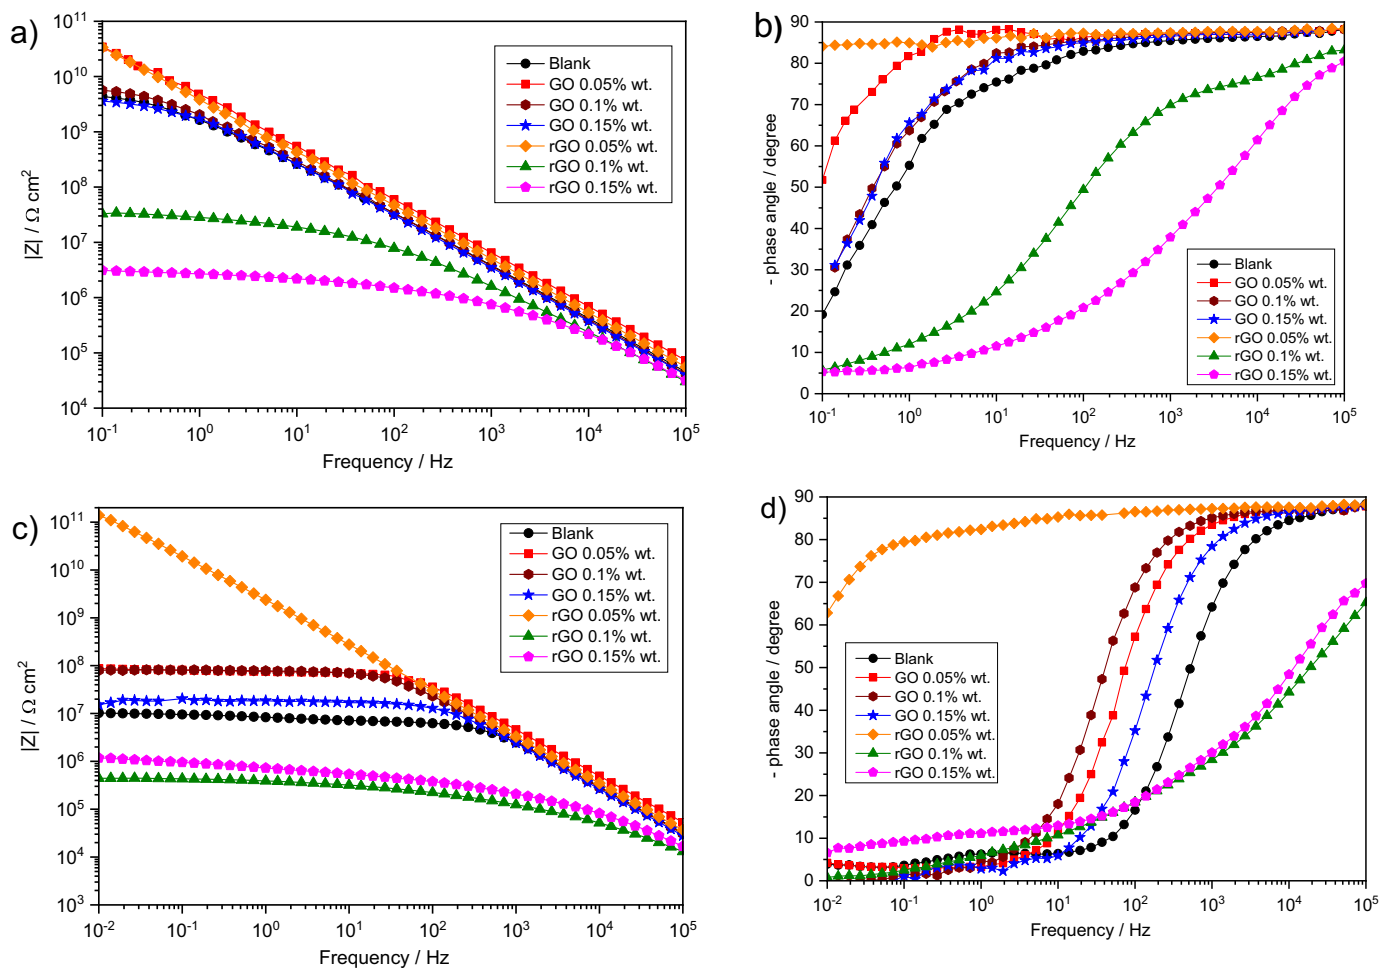 a)
10^11
10^10
10^9
10^8
10^7
10^6
10^5
10^4
|Z| / Ω cm^2
Blank
GO 0.05% wt.
GO 0.1% wt.
GO 0.15% wt.
rGO 0.05% wt.
rGO 0.1% wt.
rGO 0.15% wt.
10^-1 10^0 10^1 10^2 10^3 10^4 10^5
Frequency / Hz
b)
90
80
70
60
50
40
30
20
10
0
- phase angle / degree
Blank
GO 0.05% wt.
GO 0.1% wt.
GO 0.15% wt.
rGO 0.05% wt.
rGO 0.1% wt.
rGO 0.15% wt.
10^-1 10^0 10^1 10^2 10^3 10^4 10^5
Frequency / Hz
c)
10^11
10^10
10^9
10^8
10^7
10^6
10^5
10^4
10^3
|Z| / Ω cm^2
Blank
GO 0.05% wt.
GO 0.1% wt.
GO 0.15% wt.
rGO 0.05% wt.
rGO 0.1% wt.
rGO 0.15% wt.
10^-2 10^-1 10^0 10^1 10^2 10^3 10^4 10^5
Frequency / Hz
d)
90
80
70
60
50
40
30
20
10
0
- phase angle / degree
Blank
GO 0.05% wt.
GO 0.1% wt.
GO 0.15% wt.
rGO 0.05% wt.
rGO 0.1% wt.
rGO 0.15% wt.
10^-2 10^-1 10^0 10^1 10^2 10^3 10^4 10^5
Frequency / Hz